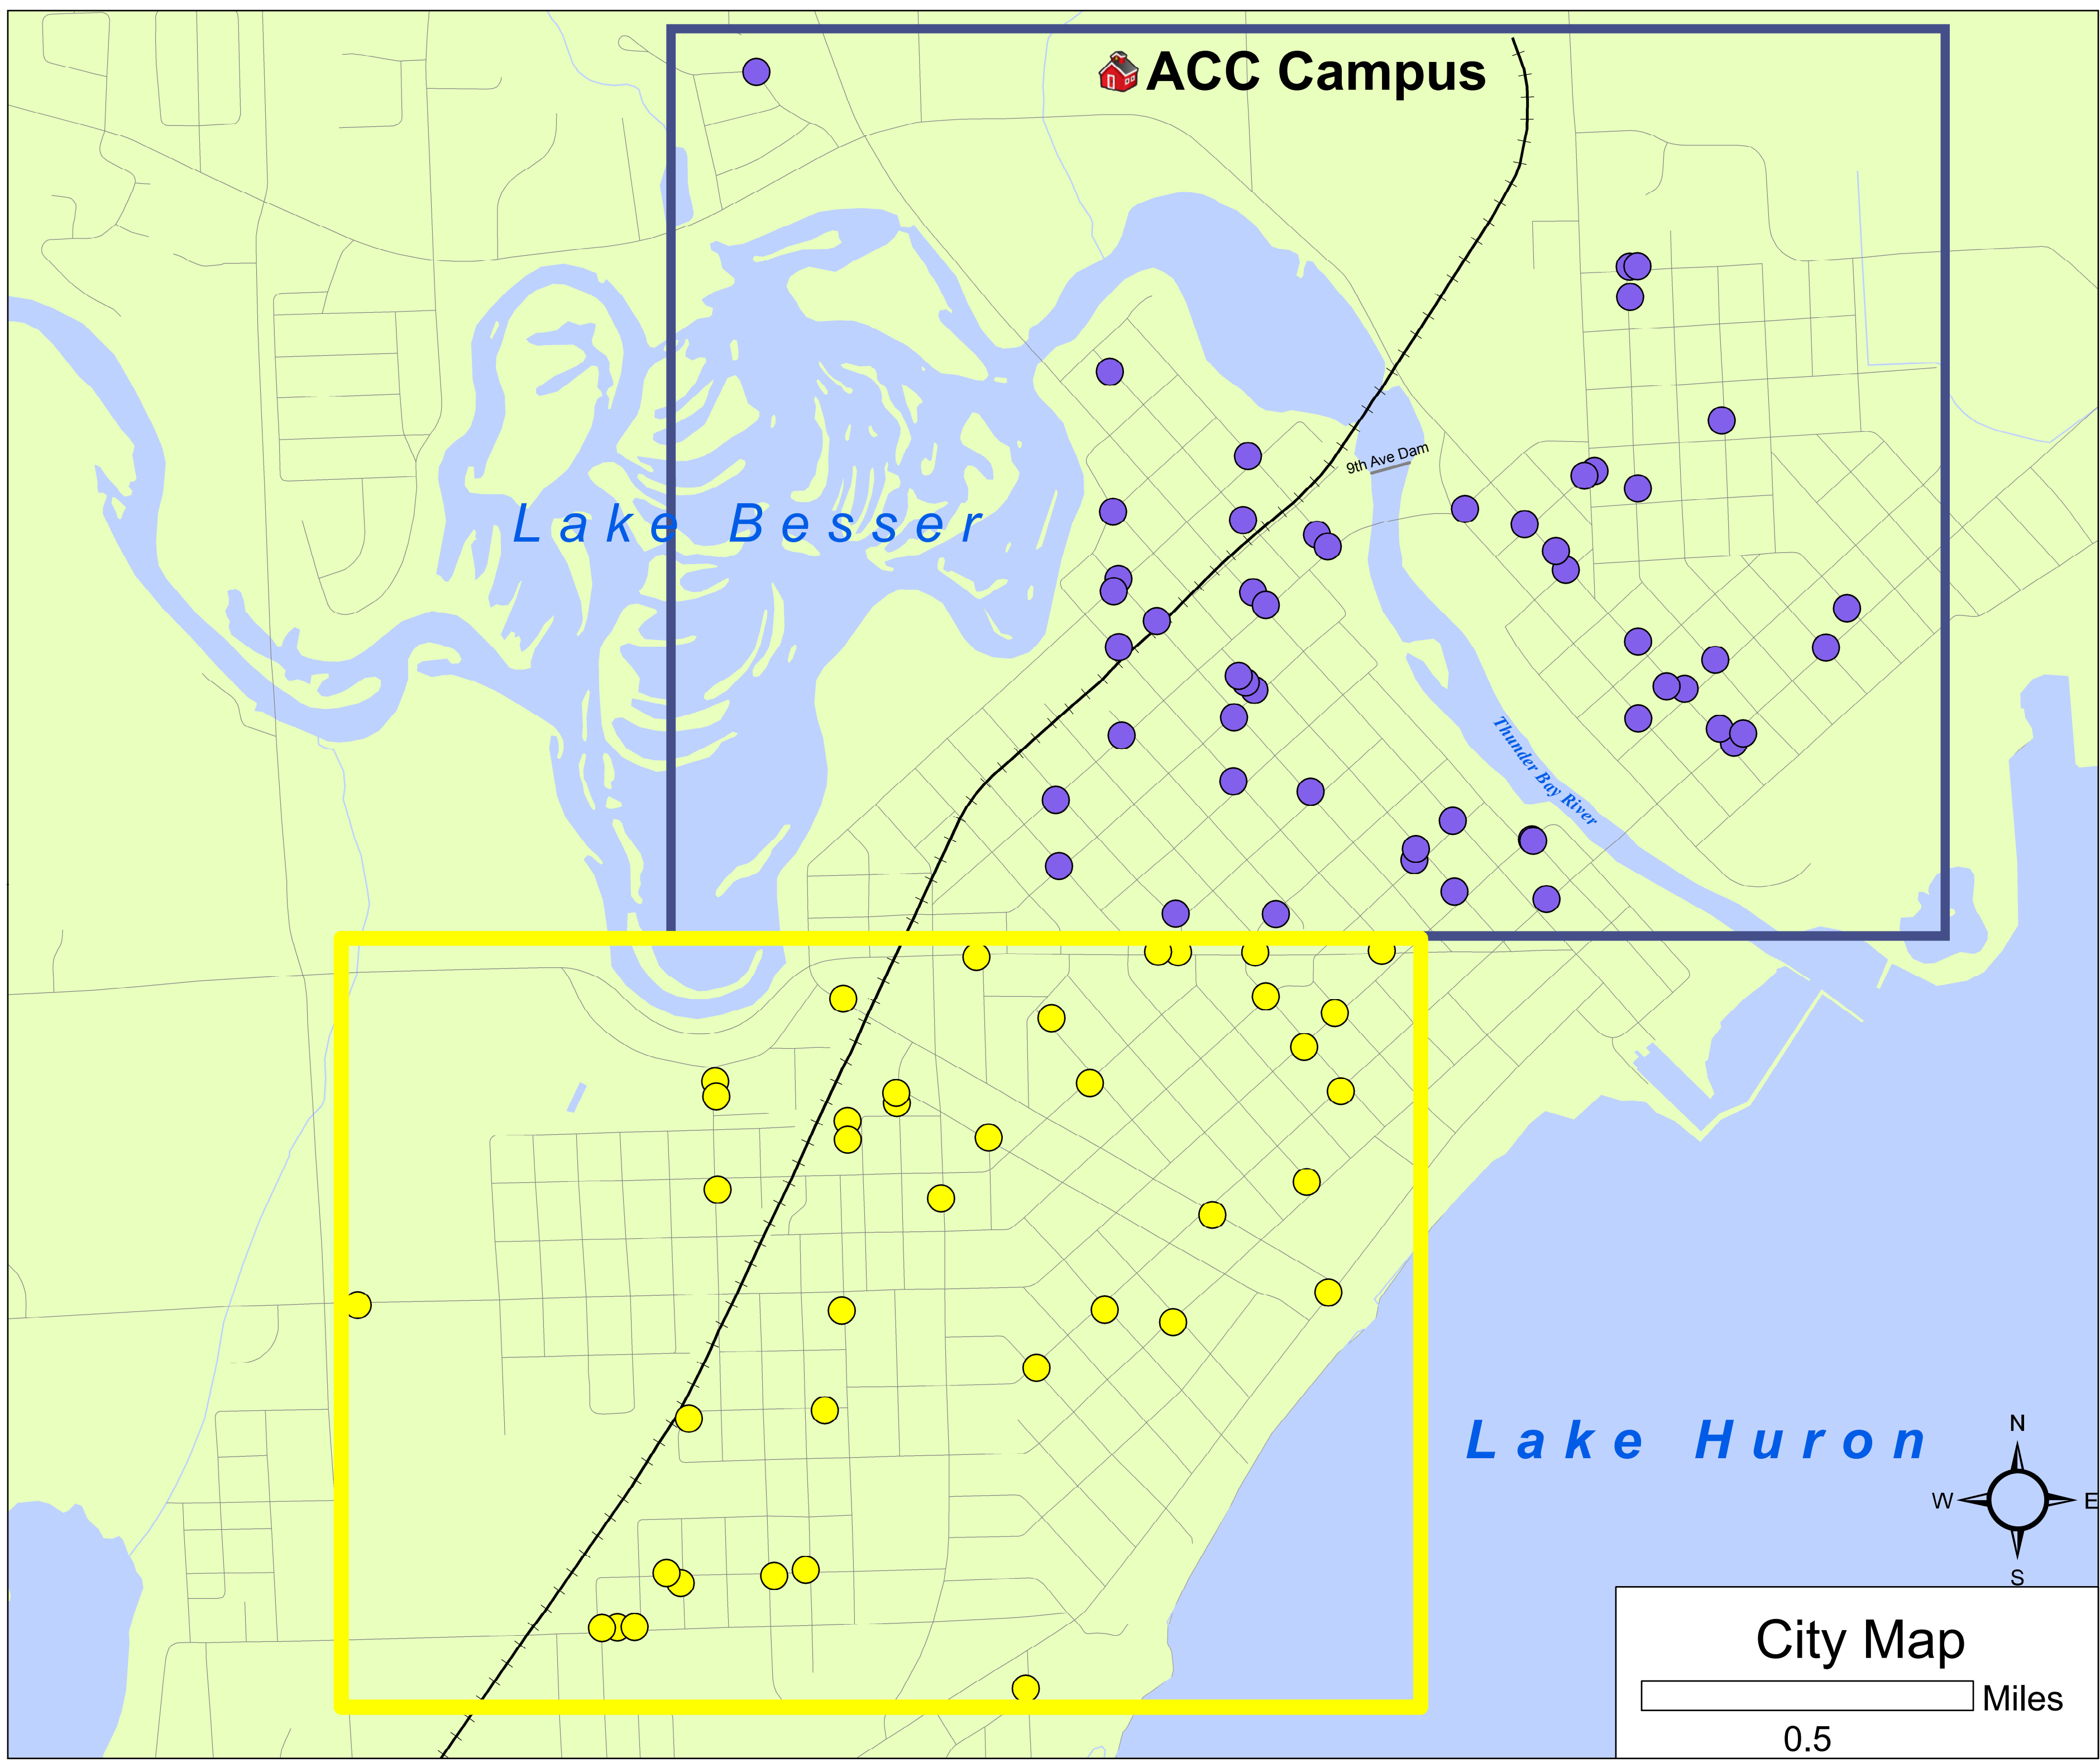 ACC Campus
9th Ave Dam
Lake Besser
Thunder Bay River
Lake Huron
N
W
E
S
City Map
Miles
0.5